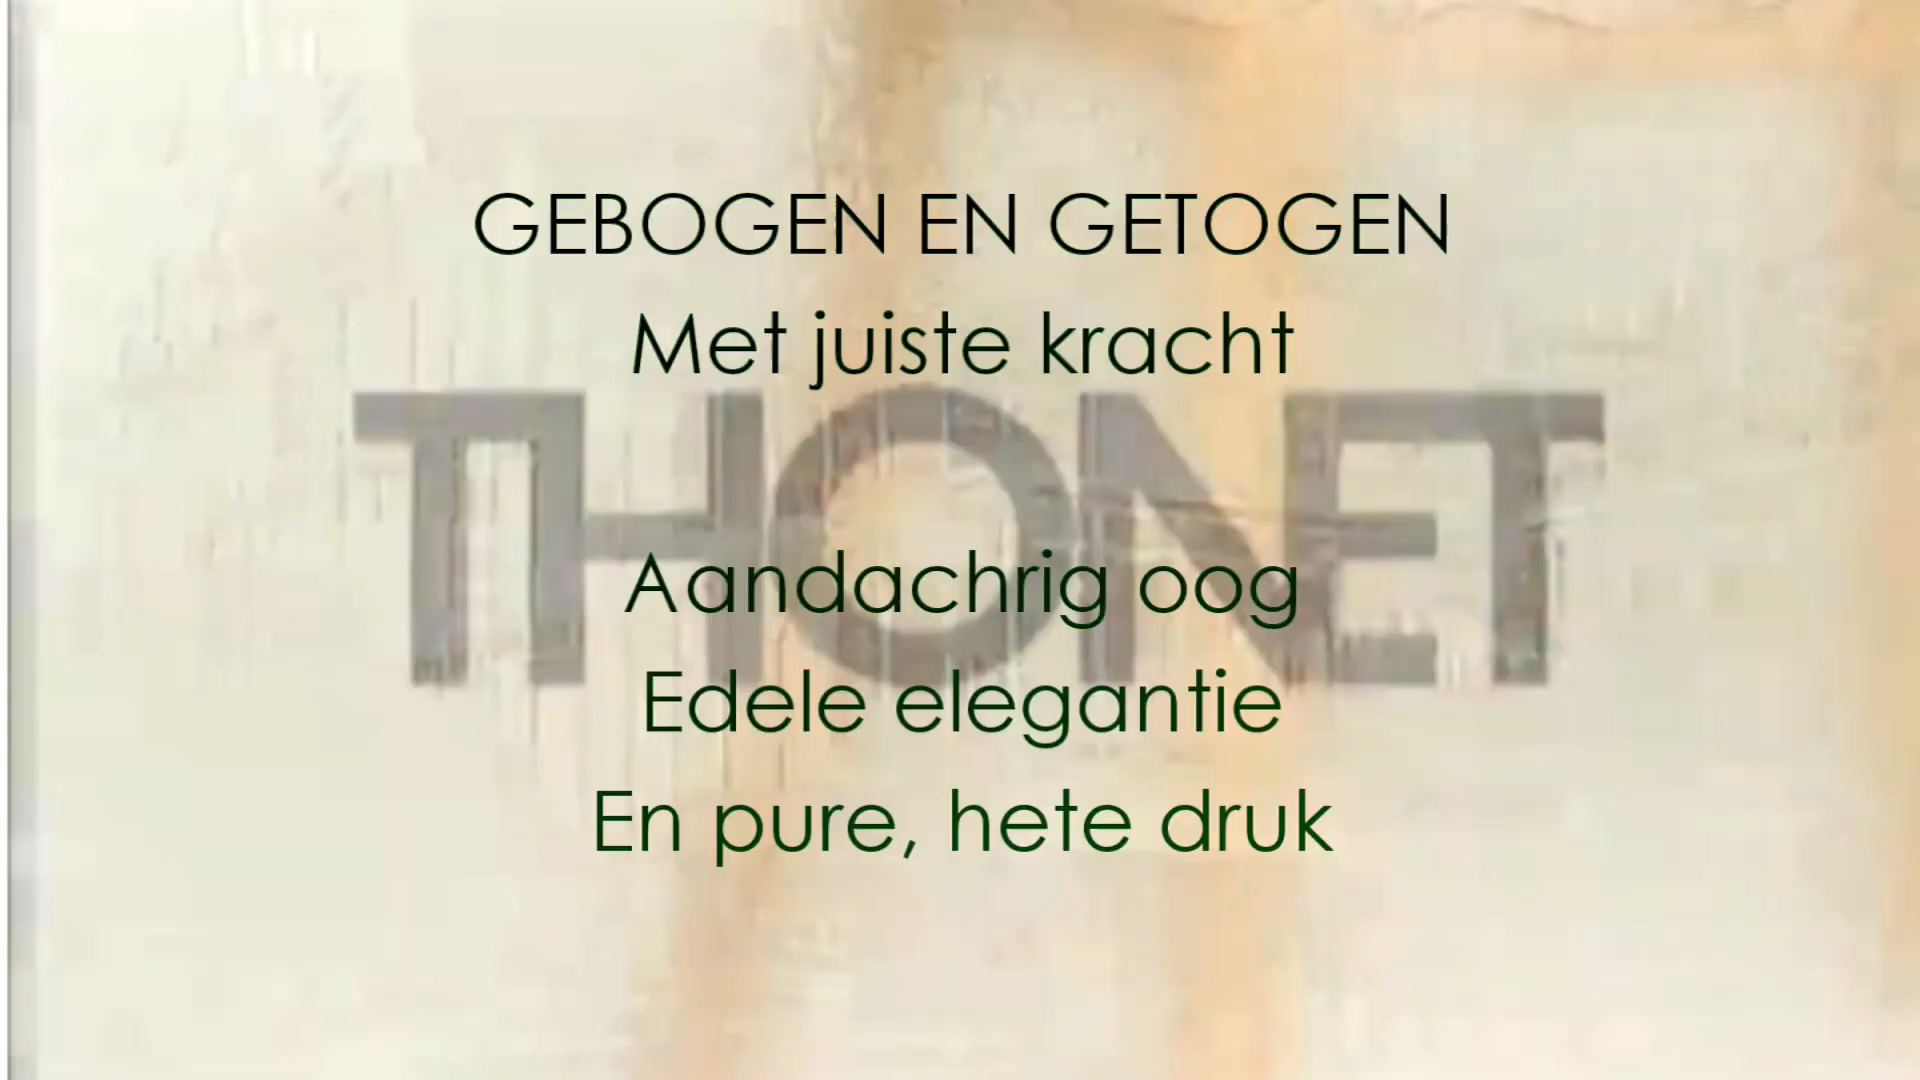 GEBOGEN EN GETOGEN
Met juiste kracht
THONET
Aandachrig oog
Edele elegantie
En pure, hete druk